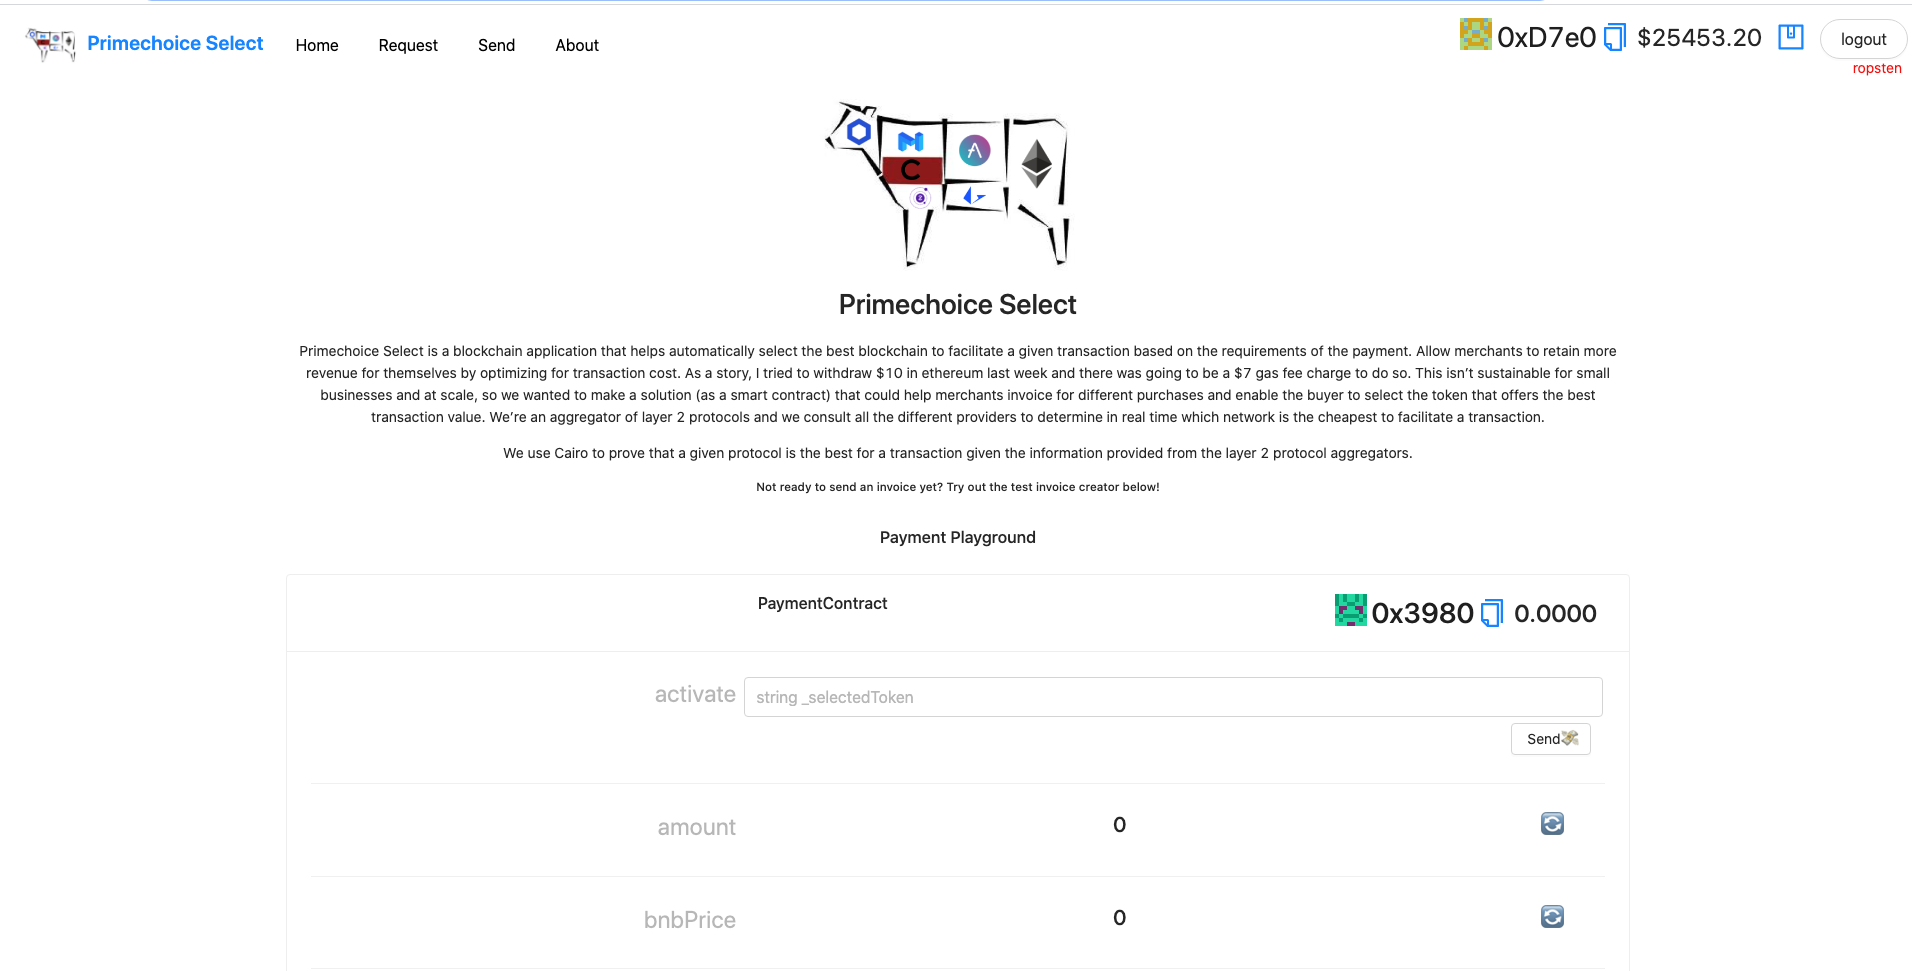 Primechoice Select
Home
Request
Send
About
0xD7e0
$25453.20
logout
ropsten
C
Primechoice Select
Primechoice Select is a blockchain application that helps automatically select the best blockchain to facilitate a given transaction based on the requirements of the payment. Allow merchants to retain more
revenue for themselves by optimizing for transaction cost. As a story, I tried to withdraw $10 in ethereum last week and there was going to be a $7 gas fee charge to do so. This isn’t sustainable for small
businesses and at scale, so we wanted to make a solution (as a smart contract) that could help merchants invoice for different purchases and enable the buyer to select the token that offers the best
transaction value. We’re an aggregator of layer 2 protocols and we consult all the different providers to determine in real time which network is the cheapest to facilitate a transaction.
We use Cairo to prove that a given protocol is the best for a transaction given the information provided from the layer 2 protocol aggregators.
Not ready to send an invoice yet? Try out the test invoice creator below!
Payment Playground
PaymentContract
0x3980
0.0000
activate
string _selectedToken
Send💸
amount
0
bnbPrice
0